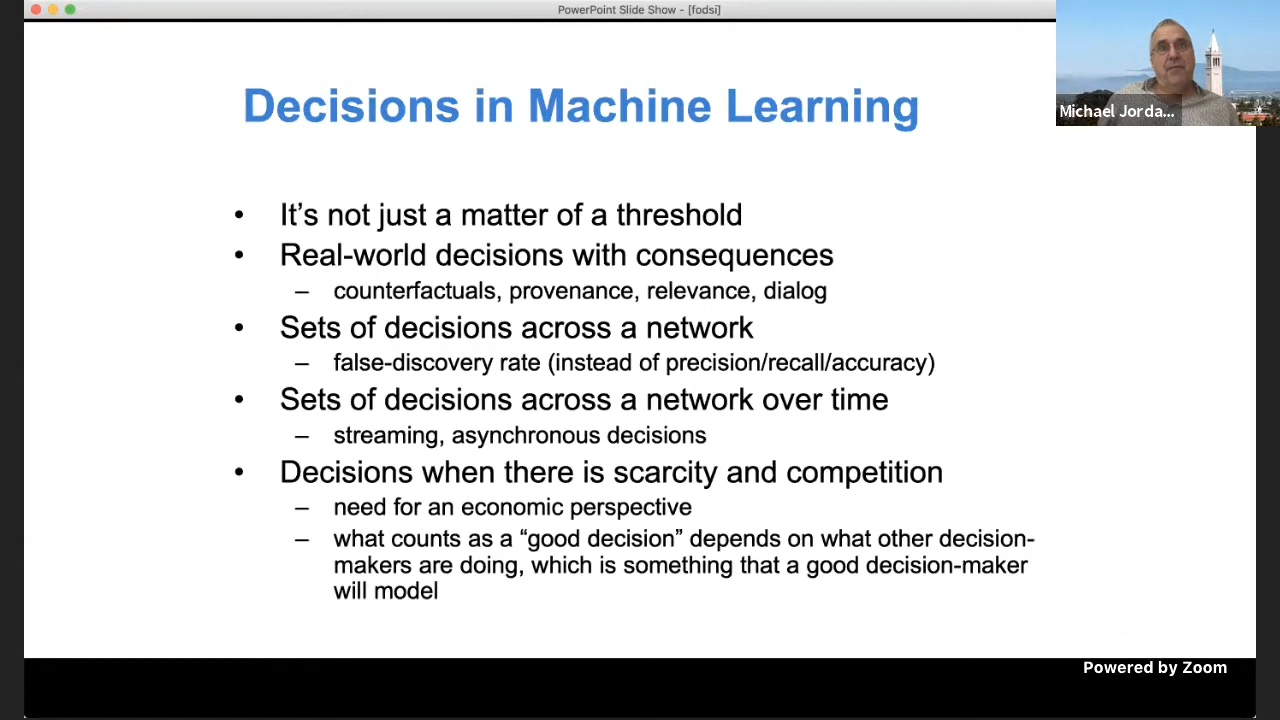 PowerPoint Slide Show - [fodsi]
Michael Jorda...
Decisions in Machine Learning
• It's not just a matter of a threshold
• Real-world decisions with consequences
– counterfactuals, provenance, relevance, dialog
• Sets of decisions across a network
– false-discovery rate (instead of precision/recall/accuracy)
• Sets of decisions across a network over time
– streaming, asynchronous decisions
• Decisions when there is scarcity and competition
– need for an economic perspective
– what counts as a “good decision” depends on what other decision-
makers are doing, which is something that a good decision-maker
will model
Powered by Zoom